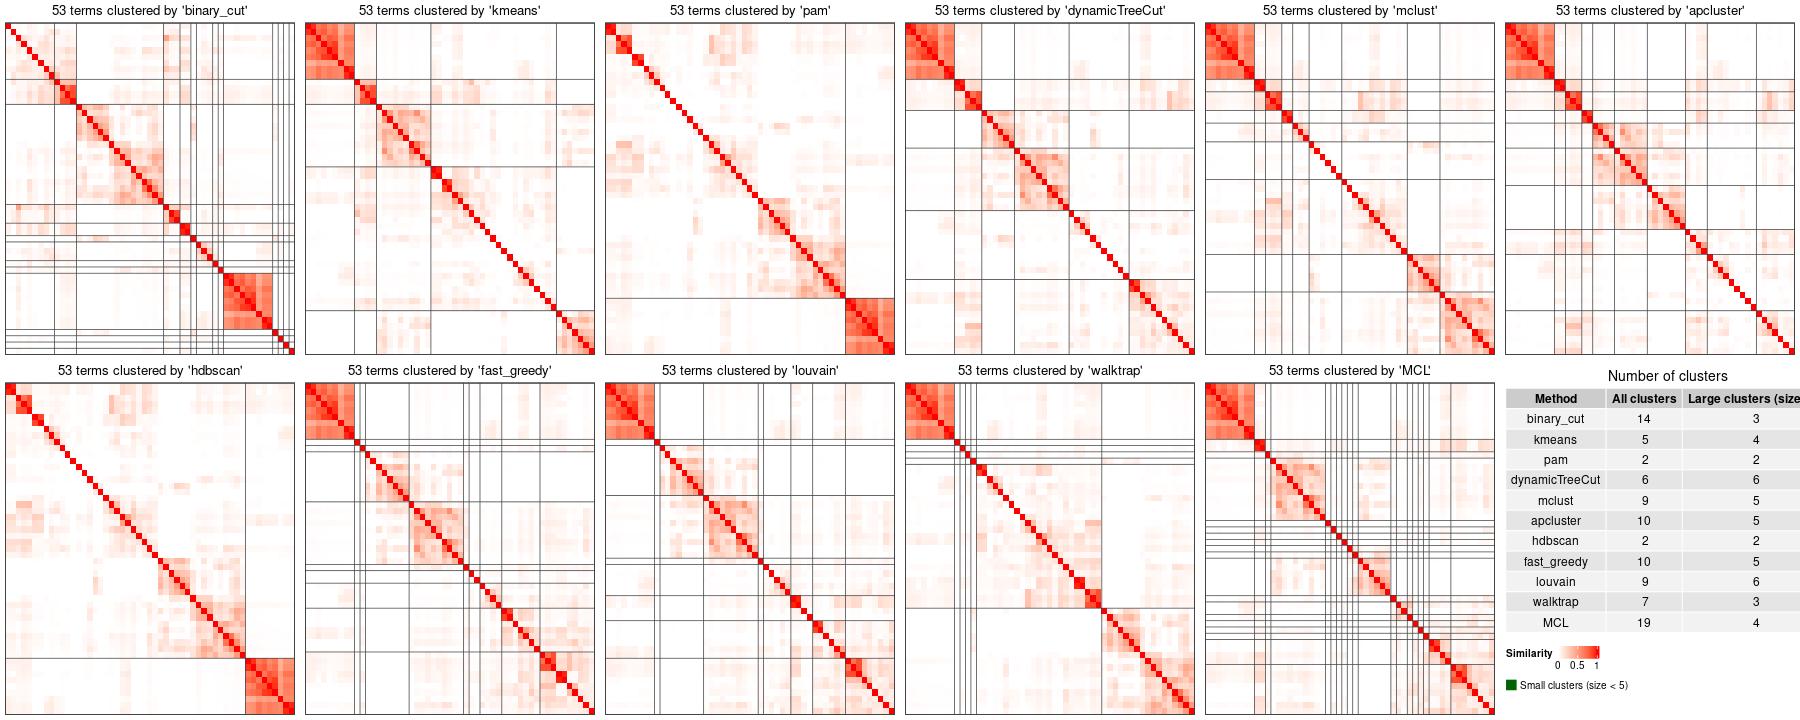 53 terms clustered by 'binary_cut'
53 terms clustered by 'kmeans'
53 terms clustered by 'pam'
53 terms clustered by 'dynamicTreeCut'
53 terms clustered by 'mclust'
53 terms clustered by 'apcluster'
53 terms clustered by 'hdbscan'
53 terms clustered by 'fast_greedy'
53 terms clustered by 'louvain'
53 terms clustered by 'walktrap'
53 terms clustered by 'MCL'
Number of clusters
Method All clusters Large clusters (size
binary_cut 14 3
kmeans 5 4
pam 2 2
dynamicTreeCut 6 6
mclust 9 5
apcluster 10 5
hdbscan 2 2
fast_greedy 10 5
louvain 9 6
walktrap 7 3
MCL 19 4
Similarity
0 0.5 1
Small clusters (size < 5)